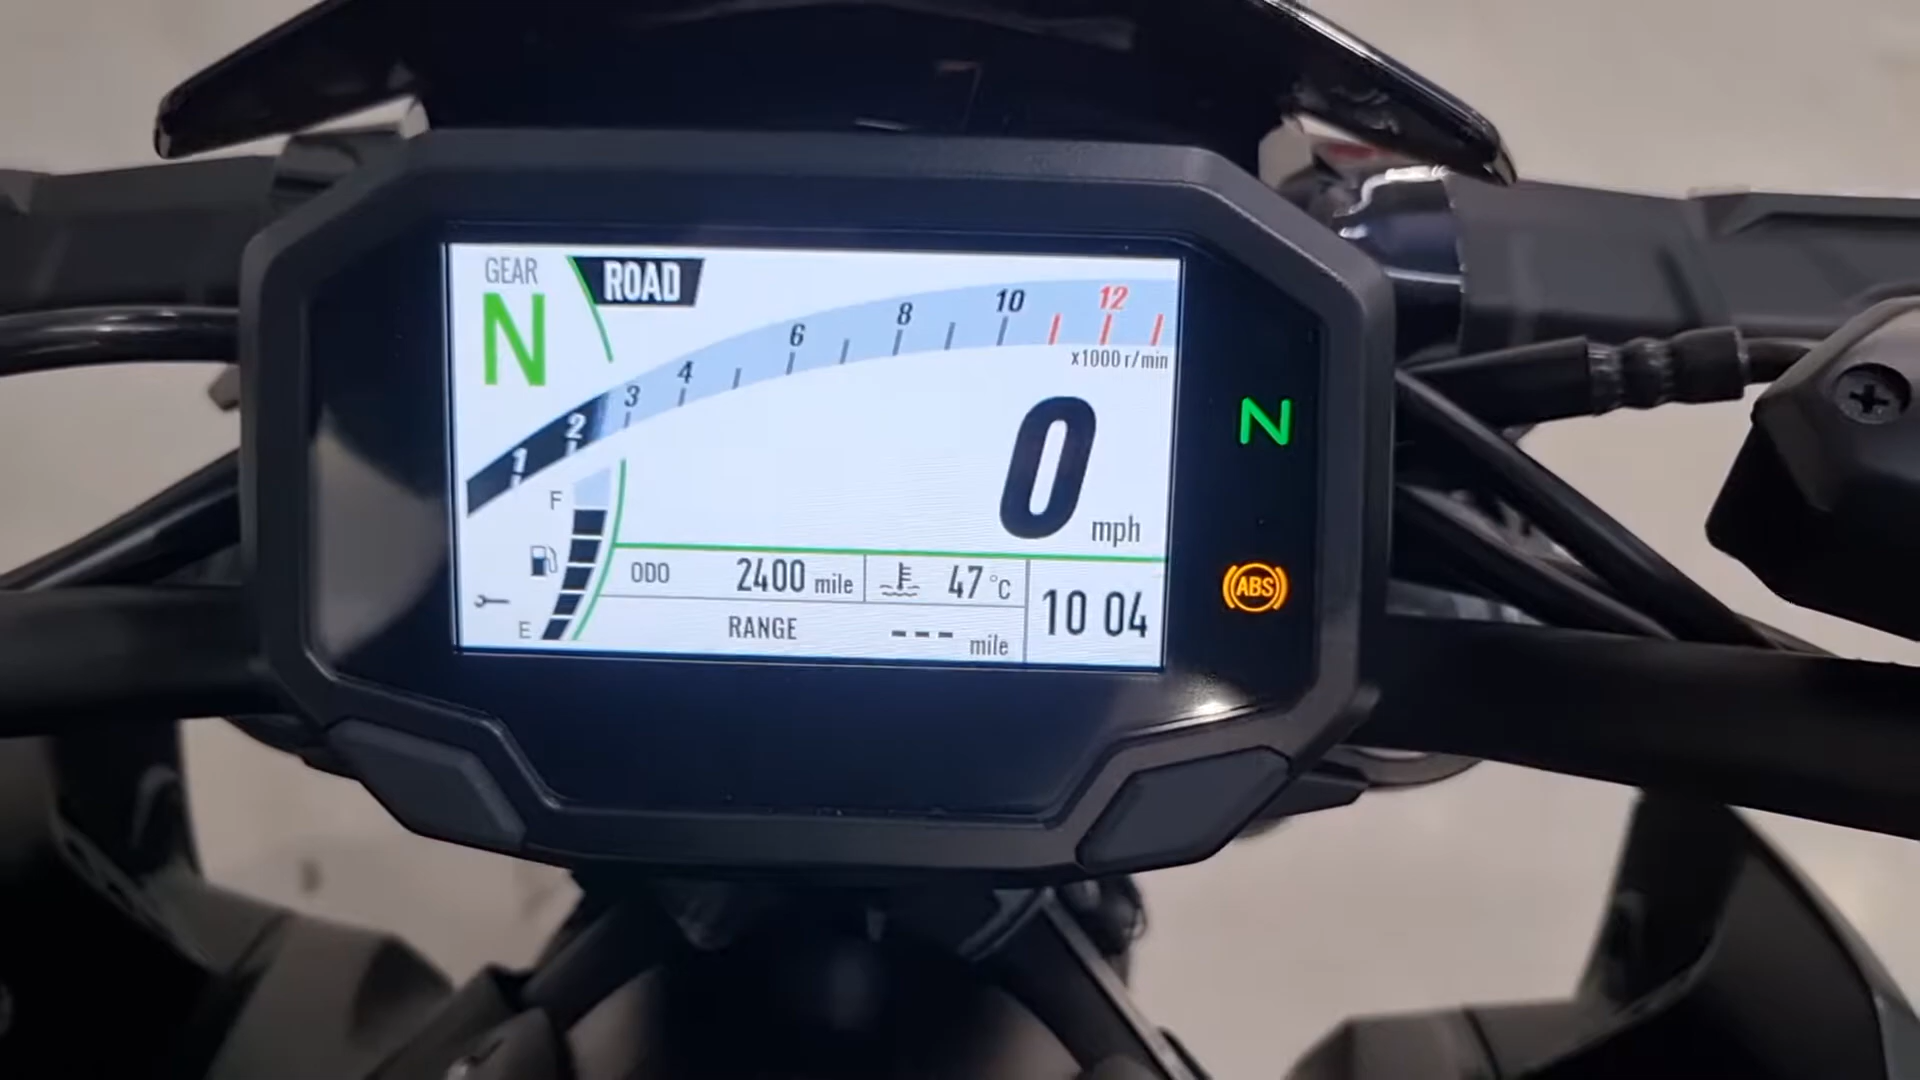 GEAR
N
ROAD
1 2 3 4 6 8 10 12
x1000 r/min
0 mph
N
F
E
ODO 2400 mile
47 °C
RANGE --- mile
10 04
ABS